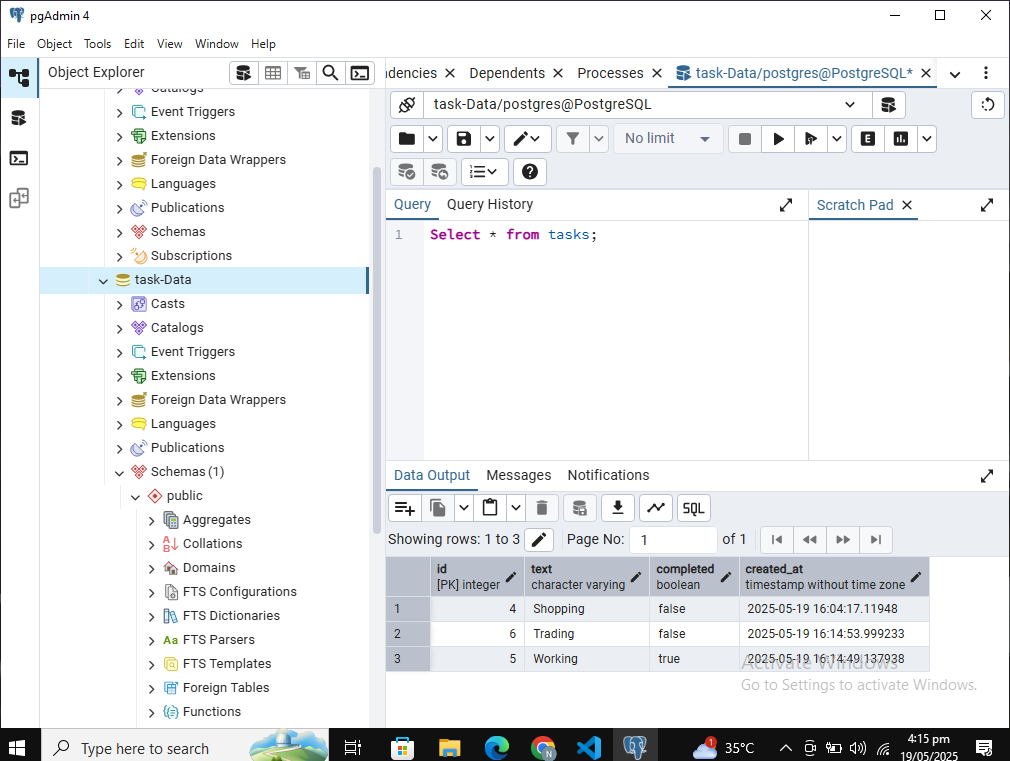 pgAdmin 4
File Object Tools Edit View Window Help
Object Explorer
Catalogs
Event Triggers
Extensions
Foreign Data Wrappers
Languages
Publications
Schemas
Subscriptions
task-Data
Casts
Catalogs
Event Triggers
Extensions
Foreign Data Wrappers
Languages
Publications
Schemas (1)
public
Aggregates
Collations
Domains
FTS Configurations
FTS Dictionaries
Aa FTS Parsers
FTS Templates
Foreign Tables
Functions
dencies Dependents Processes task-Data/postgres@PostgreSQL*
task-Data/postgres@PostgreSQL
No limit E
Query Query History
Scratch Pad
1 Select * from tasks;
Data Output Messages Notifications
SQL
Showing rows: 1 to 3 Page No: 1 of 1
id text completed created_at
[PK] integer character varying boolean timestamp without time zone
1 4 Shopping false 2025-05-19 16:04:17.11948
2 6 Trading false 2025-05-19 16:14:53.999233
3 5 Working true 2025-05-19 16:14:49.137938
Activate Windows
Go to Settings to activate Windows.
Type here to search
N
1
35°C
4:15 pm
19/05/2025